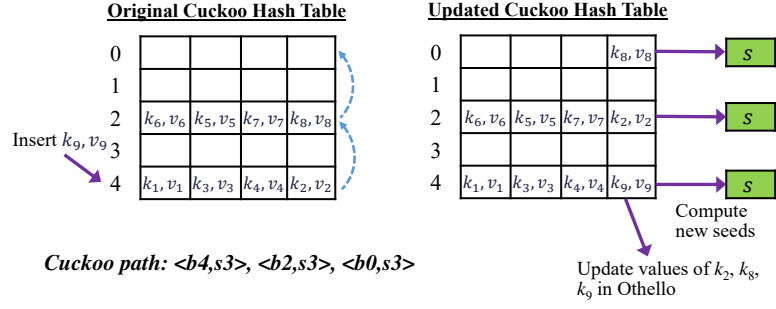 Original Cuckoo Hash Table
Updated Cuckoo Hash Table
0
1
2
3
4
k₆, v₆ k₅, v₅ k₇, v₇ k₈, v₈
k₁, v₁ k₃, v₃ k₄, v₄ k₂, v₂
Insert k₉, v₉
0
1
2
3
4
k₈, v₈
k₆, v₆ k₅, v₅ k₇, v₇ k₂, v₂
k₁, v₁ k₃, v₃ k₄, v₄ k₉, v₉
s
s
s
Compute
new seeds
Cuckoo path: <b4,s3>, <b2,s3>, <b0,s3>
Update values of k₂, k₈,
k₉ in Othello